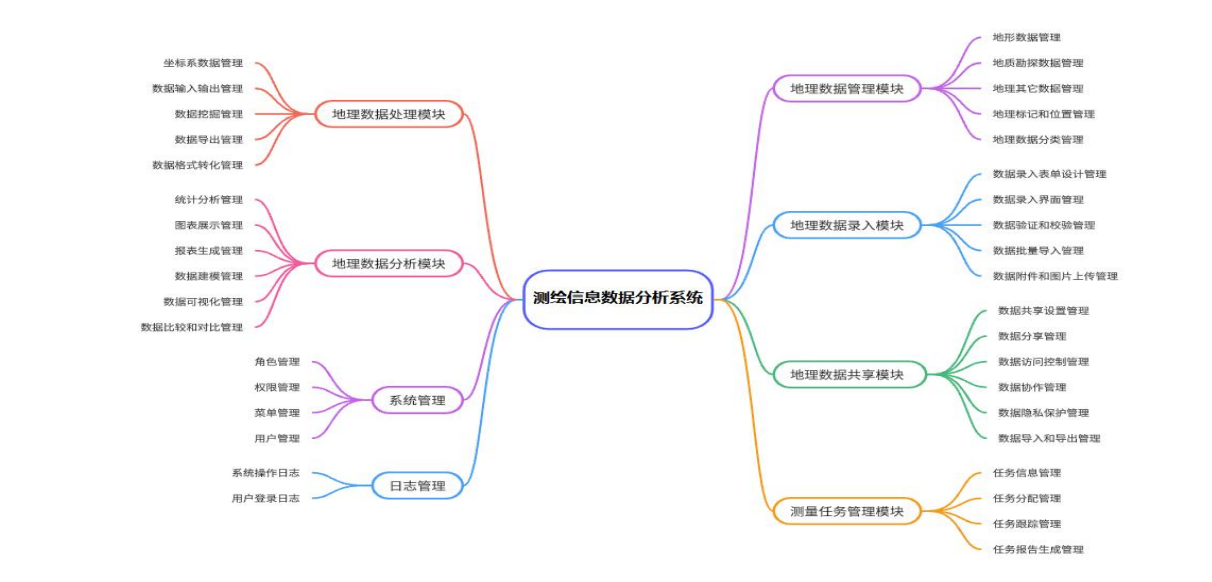 测绘信息数据分析系统
地理数据处理模块
坐标系数据管理
数据输入输出管理
数据挖掘管理
数据导出管理
数据格式转化管理
地理数据分析模块
统计分析管理
图表展示管理
报表生成管理
数据建模管理
数据可视化管理
数据比较和对比管理
系统管理
角色管理
权限管理
菜单管理
用户管理
日志管理
系统操作日志
用户登录日志
地理数据管理模块
地形数据管理
地质勘探数据管理
地理其它数据管理
地理标记和位置管理
地理数据分类管理
地理数据录入模块
数据录入表单设计管理
数据录入界面管理
数据验证和校验管理
数据批量导入管理
数据附件和图片上传管理
地理数据共享模块
数据共享设置管理
数据分享管理
数据访问控制管理
数据协作管理
数据隐私保护管理
数据导入和导出管理
测量任务管理模块
任务信息管理
任务分配管理
任务跟踪管理
任务报告生成管理